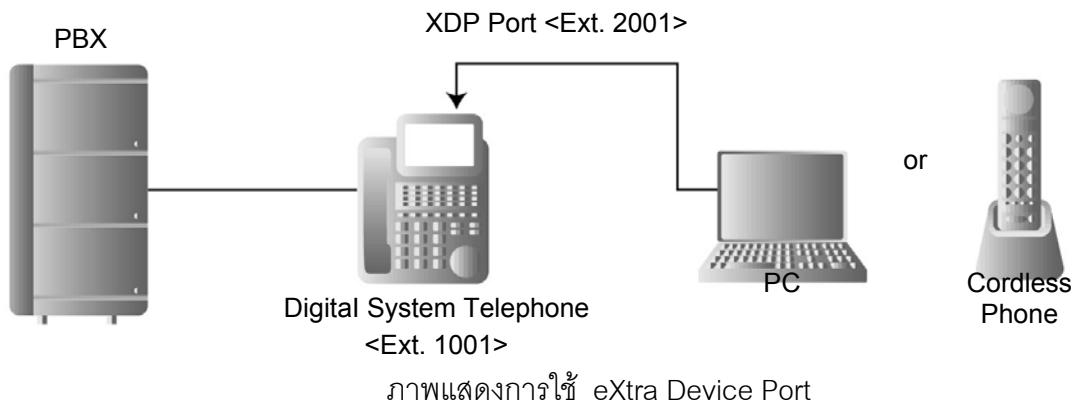 XDP Port <Ext. 2001>
PBX
or
PC
Cordless
Phone
Digital System Telephone
<Ext. 1001>
ภาพแสดงการใช้ eXtra Device Port